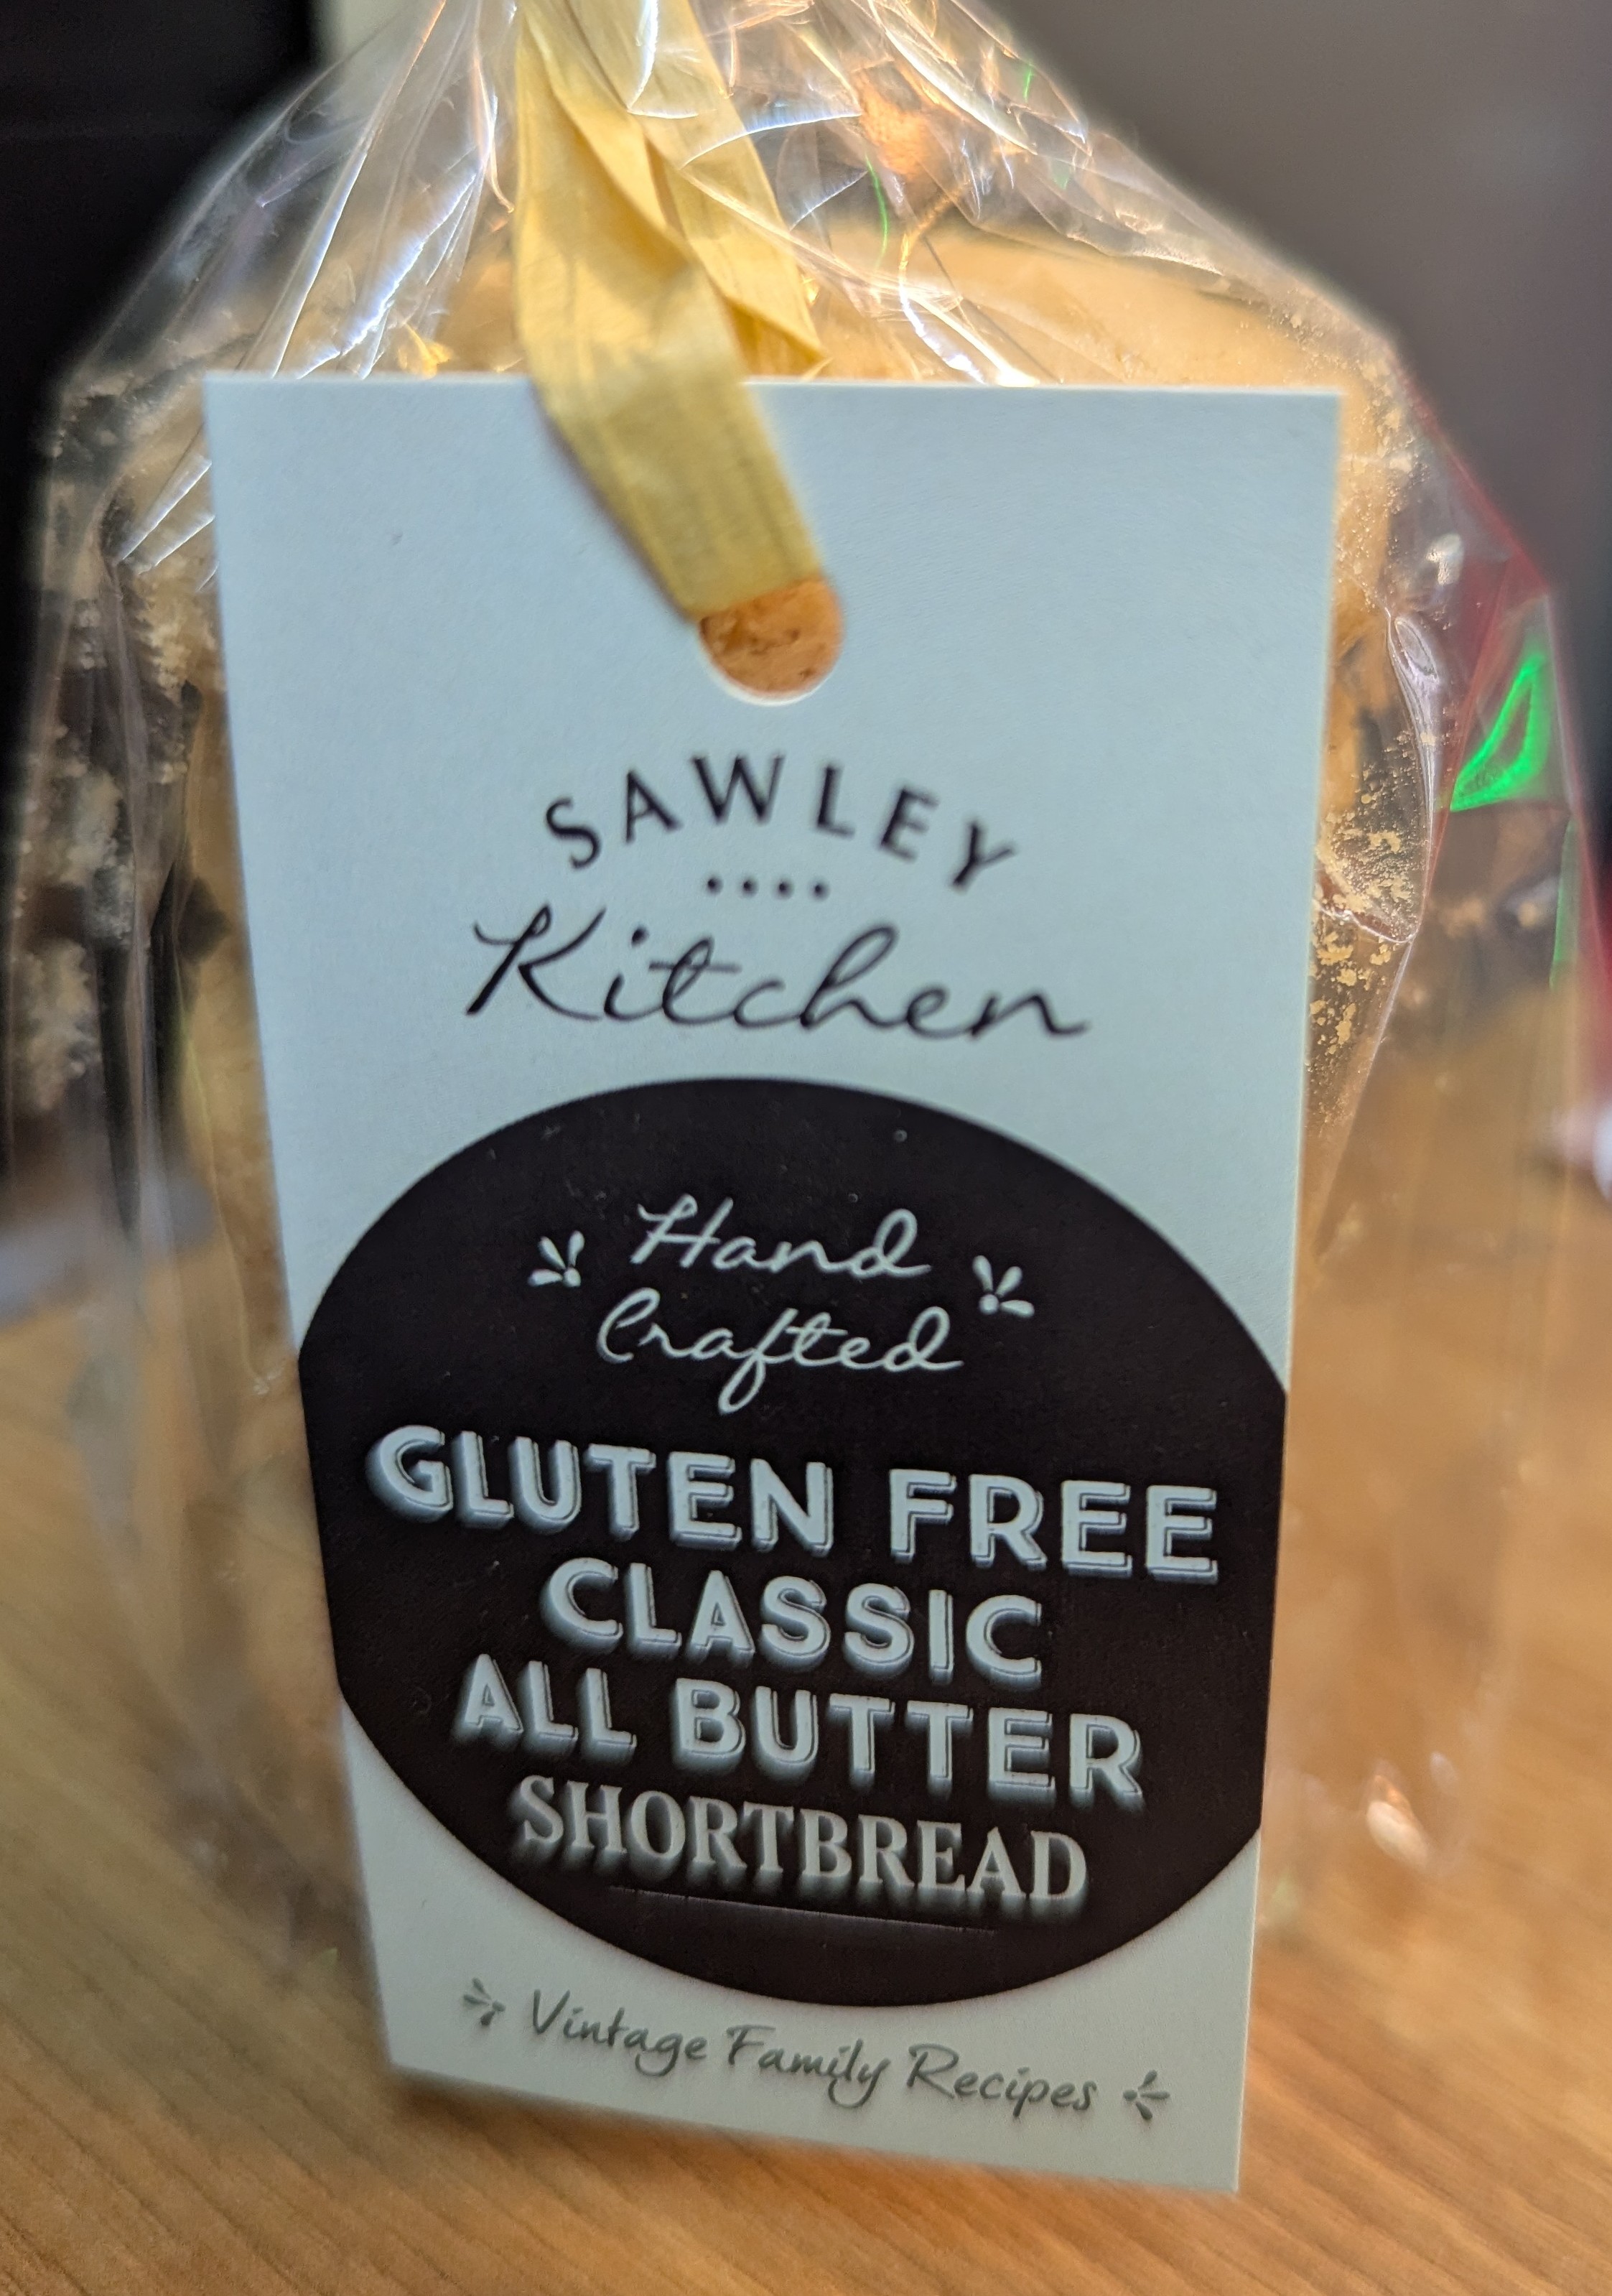 SAWLEY
Kitchen
Hand
Crafted
GLUTEN FREE
CLASSIC
ALL BUTTER
SHORTBREAD
Vintage Family Recipes